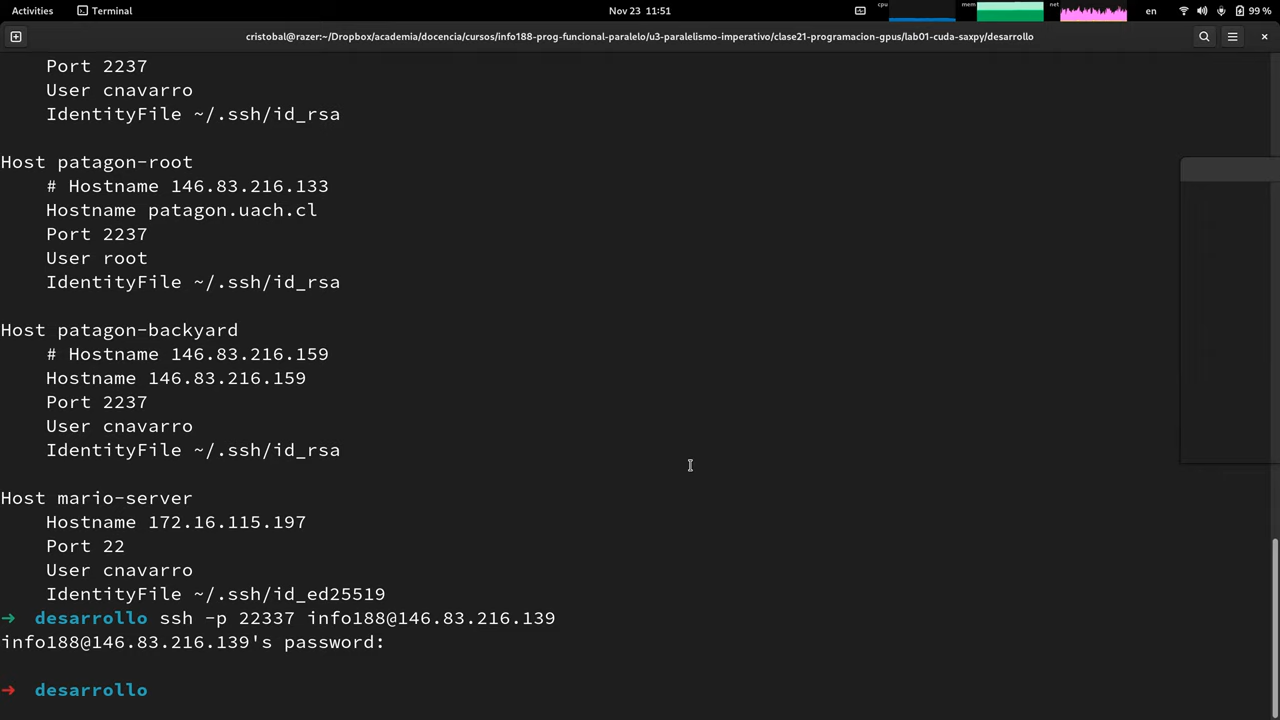 Activities
Terminal
Nov 23 11:51
cpu
mem
net
en
99 %
cristobal@razer:~/Dropbox/academia/docencia/cursos/info188-prog-funcional-paralelo/u3-paralelismo-imperativo/clase21-programacion-gpus/lab01-cuda-saxpy/desarrollo
Port 2237
User cnavarro
IdentityFile ~/.ssh/id_rsa
Host patagon-root
# Hostname 146.83.216.133
Hostname patagon.uach.cl
Port 2237
User root
IdentityFile ~/.ssh/id_rsa
Host patagon-backyard
# Hostname 146.83.216.159
Hostname 146.83.216.159
Port 2237
User cnavarro
IdentityFile ~/.ssh/id_rsa
Host mario-server
Hostname 172.16.115.197
Port 22
User cnavarro
IdentityFile ~/.ssh/id_ed25519
➜ desarrollo ssh -p 22337 info188@146.83.216.139
info188@146.83.216.139's password:
➜ desarrollo